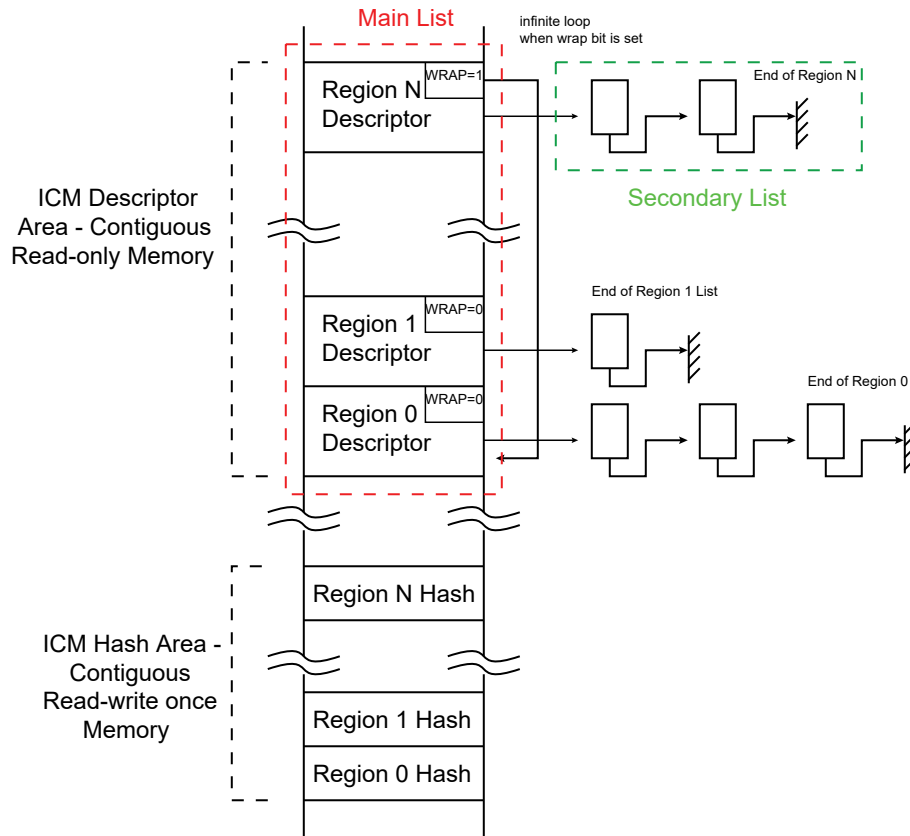 Main List
infinite loop
when wrap bit is set
WRAP=1
Region N
Descriptor
End of Region N
Secondary List
ICM Descriptor
Area - Contiguous
Read-only Memory
WRAP=0
Region 1
Descriptor
End of Region 1 List
WRAP=0
Region 0
Descriptor
End of Region 0
Region N Hash
ICM Hash Area -
Contiguous
Read-write once
Memory
Region 1 Hash
Region 0 Hash